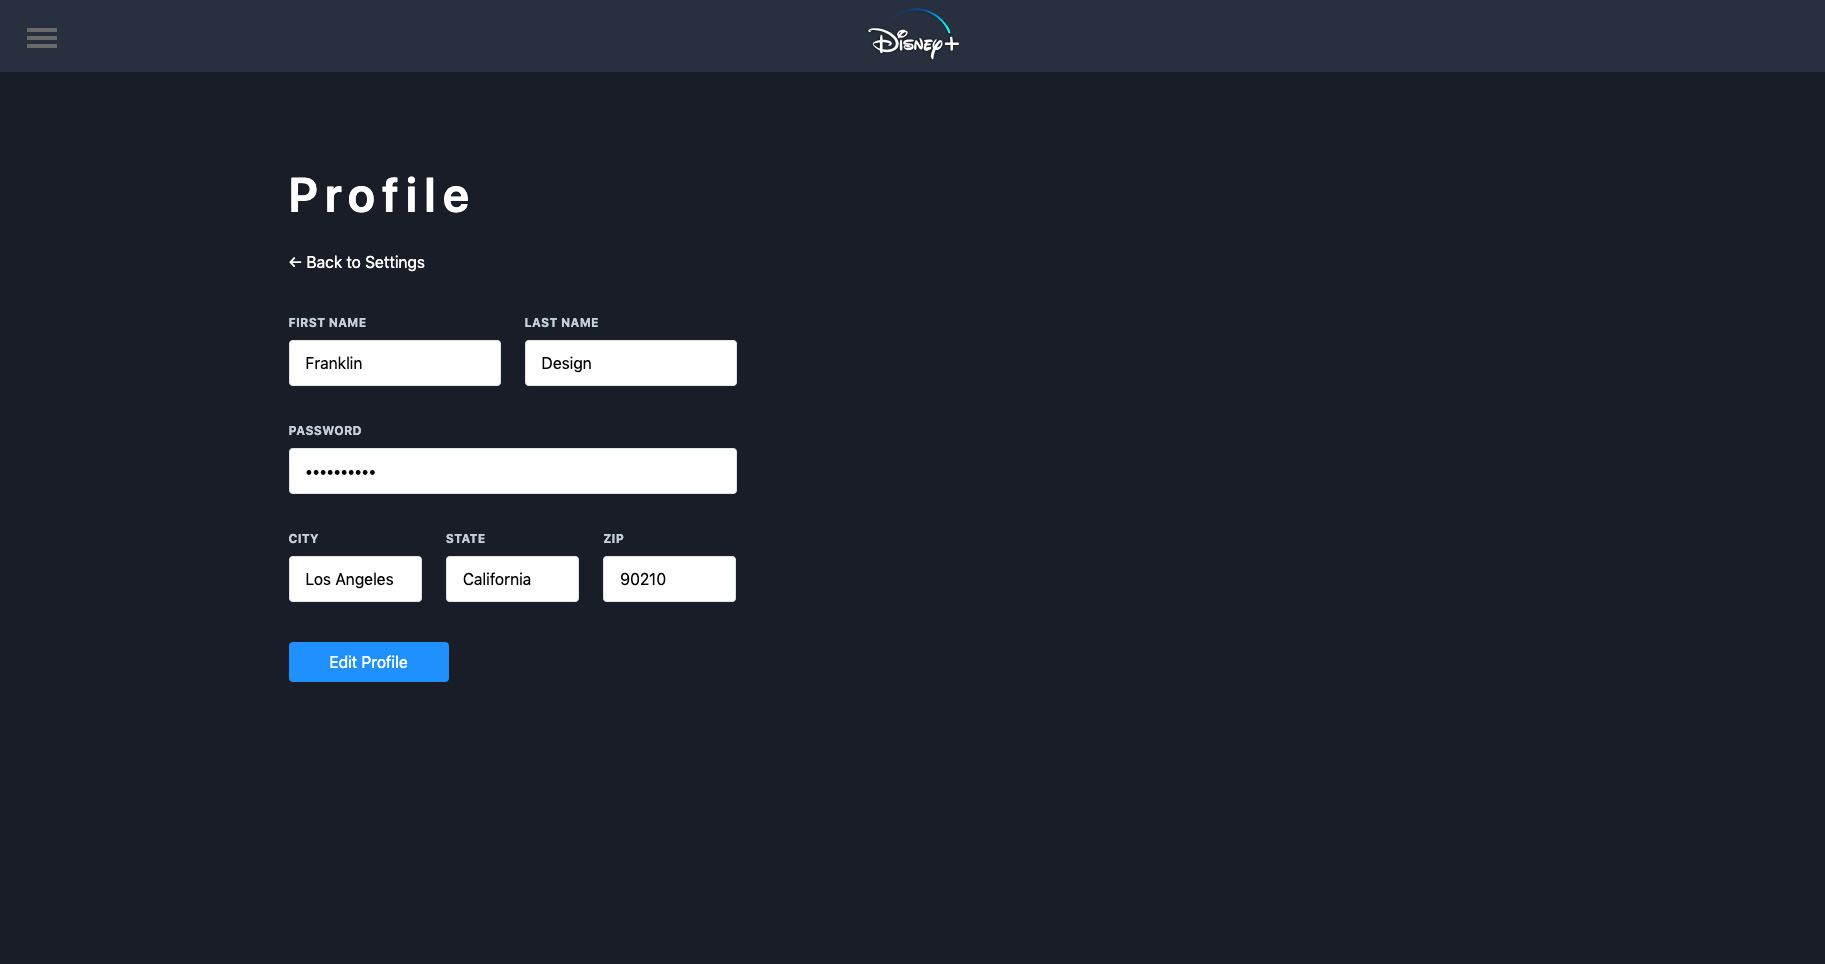 Disney+
Profile
← Back to Settings
FIRST NAME LAST NAME
Franklin Design
PASSWORD
••••••••••
CITY STATE ZIP
Los Angeles California 90210
Edit Profile